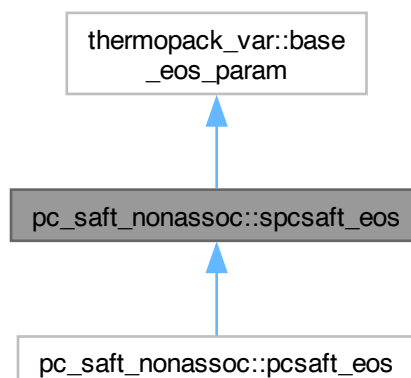 thermopack_var::base
_eos_param
pc_saft_nonassoc::spcsaft_eos
pc_saft_nonassoc::pcsaft_eos